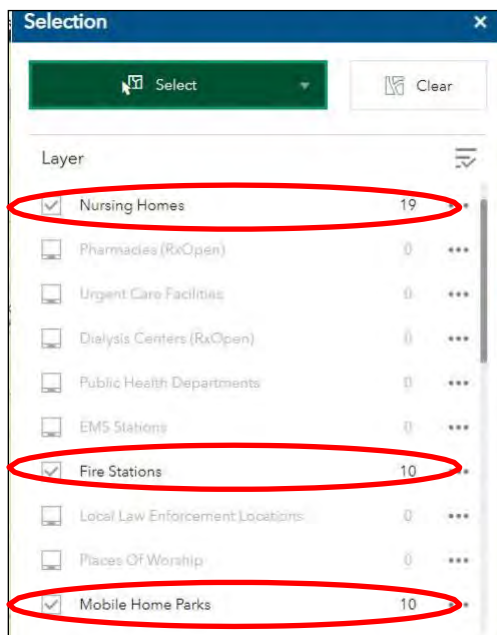 Selection ×
Select Clear
Layer
Nursing Homes 19
Pharmacies (RxOpen) 0
Urgent Care Facilities 0
Dialysis Centers (RxOpen) 0
Public Health Departments 0
EMS Stations 0
Fire Stations 10
Local Law Enforcement Locations 0
Places Of Worship 0
Mobile Home Parks 10